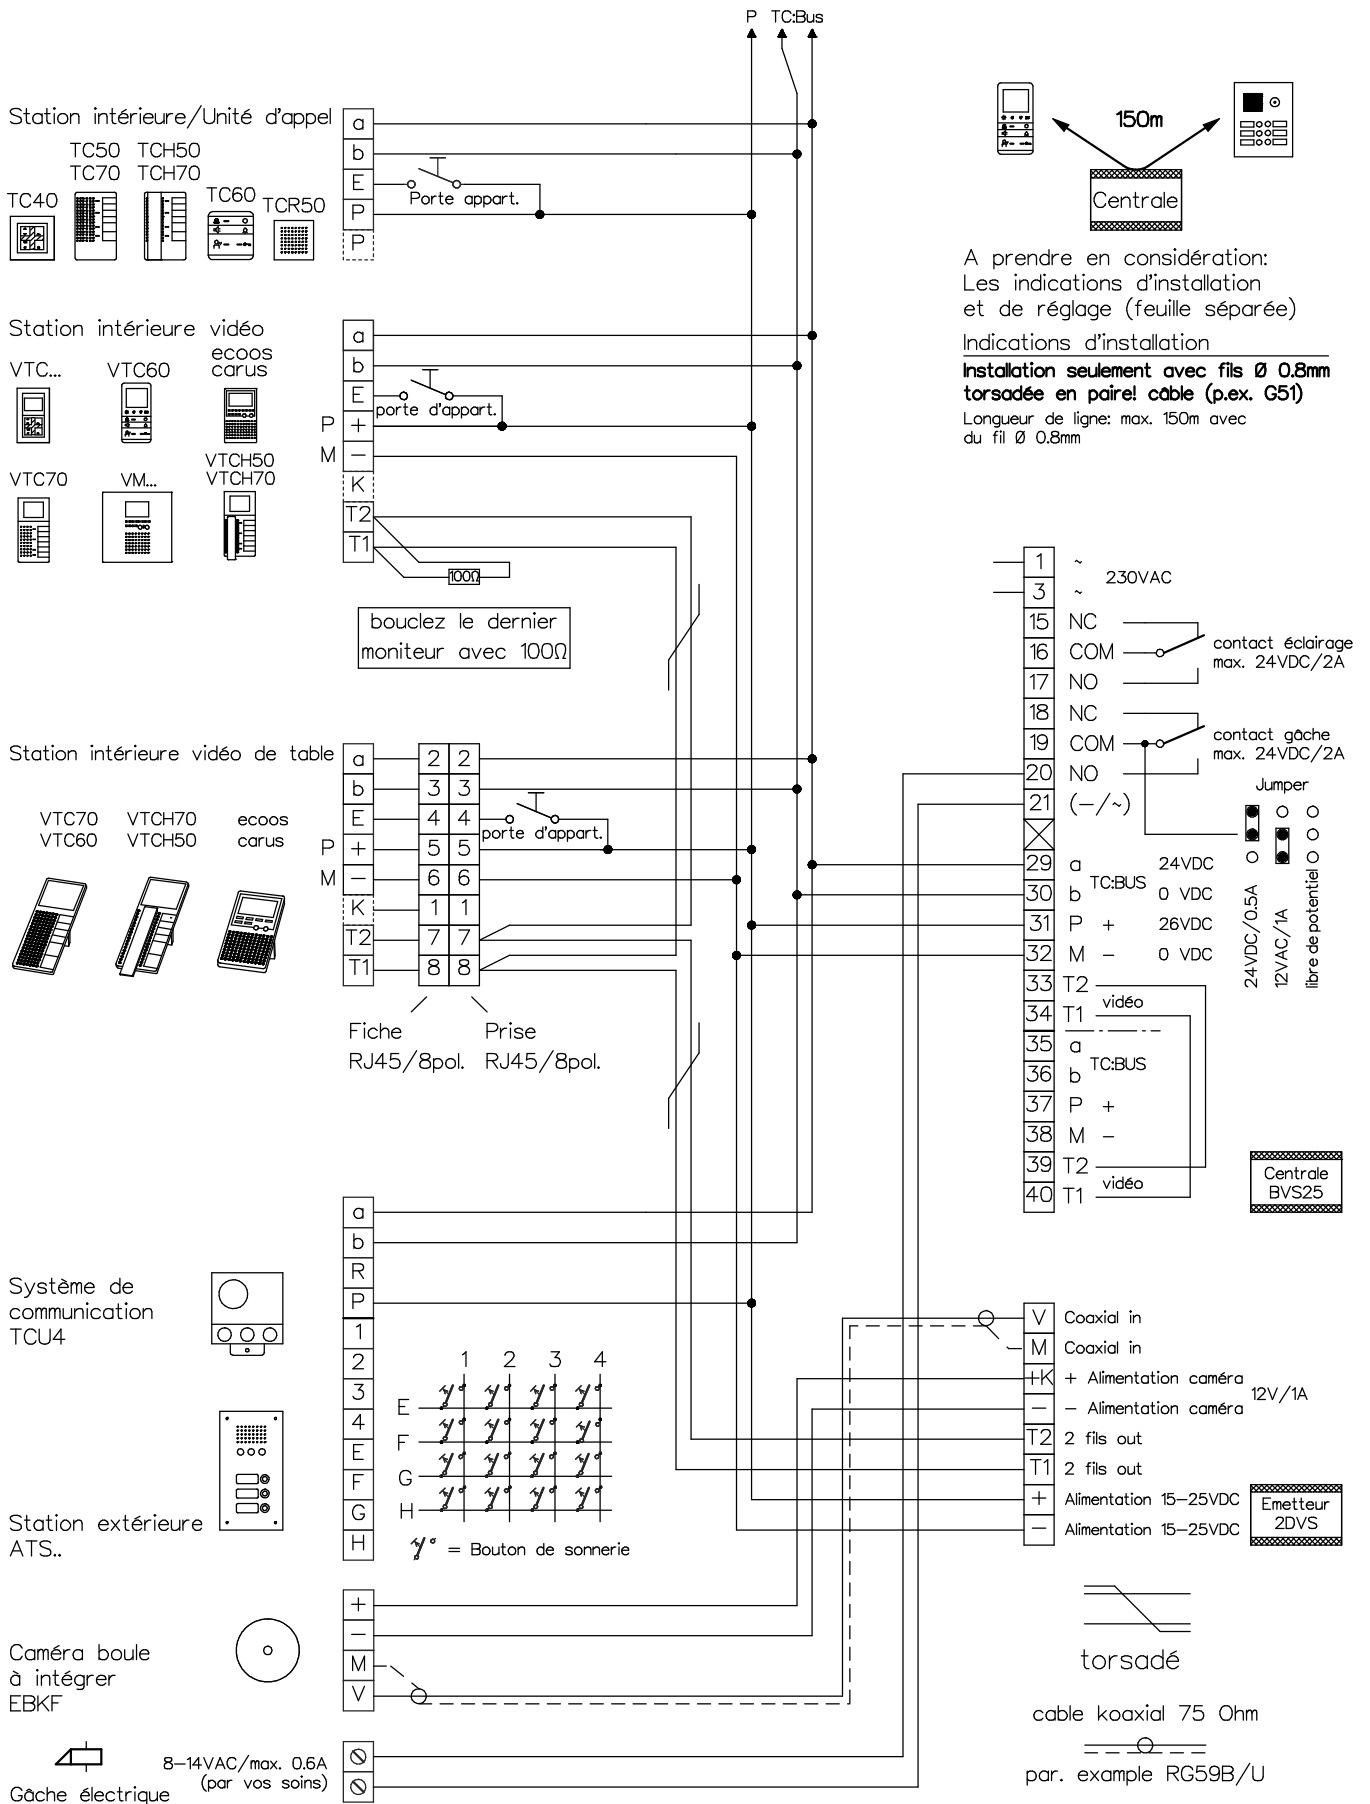 P TC:Bus
Station intérieure/Unité d'appel
TC50 TCH50
TC70 TCH70
TC40 TC60 TCR50
a
b
E
P
P
Porte appart.
150m
Centrale
A prendre en considération:
Les indications d'installation
et de réglage (feuille séparée)
Indications d'installation
Installation seulement avec fils Ø 0.8mm
torsadée en paire! câble (p.ex. G51)
Longueur de ligne: max. 150m avec
du fil Ø 0.8mm
Station intérieure vidéo
ecoos
carus
VTC... VTC60
VTCH50
VTCH70
VTC70 VM...
a
b
E
P +
M –
K
T2
T1
porte d'appart.
100Ω
bouclez le dernier
moniteur avec 100Ω
Station intérieure vidéo de table
VTC70 VTCH70 ecoos
VTC60 VTCH50 carus
a 2 2
b 3 3
E 4 4
P + 5 5
M – 6 6
K 1 1
T2 7 7
T1 8 8
porte d'appart.
Fiche Prise
RJ45/8pol. RJ45/8pol.
1 ~
230VAC
3 ~
15 NC
16 COM
17 NO
contact éclairage
max. 24VDC/2A
18 NC
19 COM
20 NO
contact gâche
max. 24VDC/2A
21 (–/~)
Jumper
24VDC/0.5A
12VAC/1A
libre de potentiel
29 a 24VDC
TC:BUS
30 b 0 VDC
31 P + 26VDC
32 M – 0 VDC
33 T2
vidéo
34 T1
35 a
TC:BUS
36 b
37 P +
38 M –
39 T2
vidéo
40 T1
Centrale
BVS25
Système de
communication
TCU4
a
b
R
P
1
2
3
4
E
F
G
H
1 2 3 4
E
F
G
H
= Bouton de sonnerie
Station extérieure
ATS..
V Coaxial in
M Coaxial in
+K + Alimentation caméra
12V/1A
– – Alimentation caméra
T2 2 fils out
T1 2 fils out
+ Alimentation 15–25VDC
– Alimentation 15–25VDC
Emetteur
2DVS
torsadé
cable koaxial 75 Ohm
par. example RG59B/U
Caméra boule
à intégrer
EBKF
+
–
M
V
8–14VAC/max. 0.6A
(par vos soins)
Gâche électrique